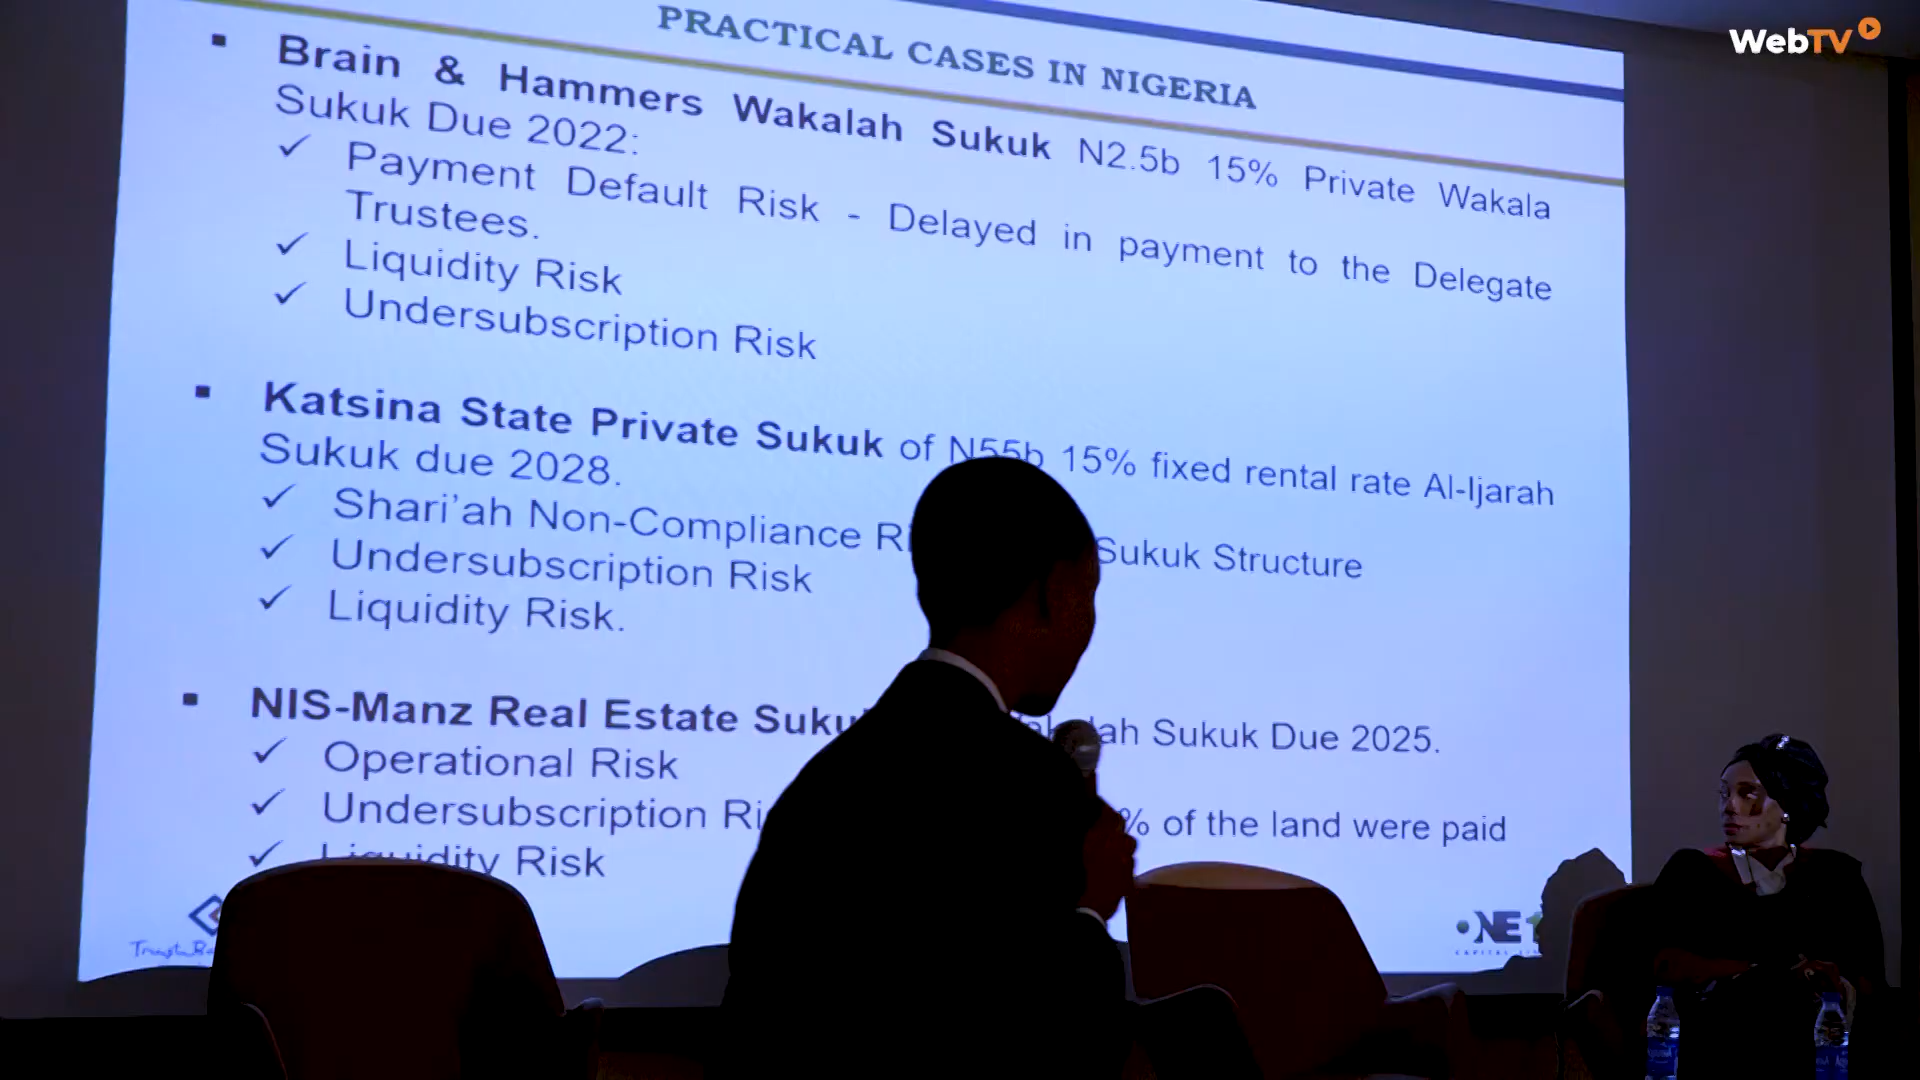 WebTV
PRACTICAL CASES IN NIGERIA
▪ Brain & Hammers Wakalah Sukuk N2.5b 15% Private Wakala
Sukuk Due 2022:
✓ Payment Default Risk - Delayed in payment to the Delegate
Trustees.
✓ Liquidity Risk
✓ Undersubscription Risk
▪ Katsina State Private Sukuk of N55b 15% fixed rental rate Al-Ijarah
Sukuk due 2028.
✓ Shari’ah Non-Compliance Sukuk Structure
✓ Undersubscription Risk
✓ Liquidity Risk.
▪ NIS-Manz Real Estate Sukuk Due 2025.
✓ Operational Risk
✓ Undersubscription % of the land were paid
✓ Liquidity Risk